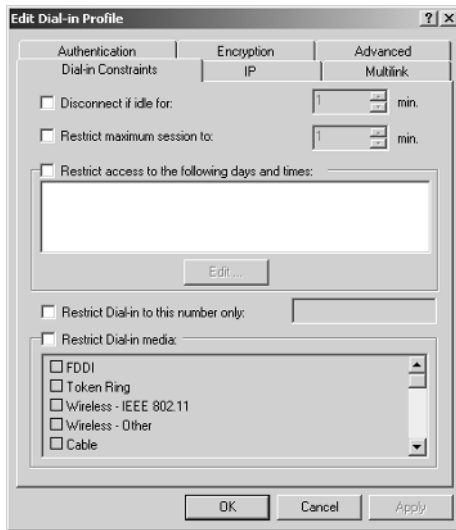 Edit Dial-in Profile ? ×
Authentication Encryption Advanced
Dial-in Constraints IP Multilink
Disconnect if idle for: 1 min.
Restrict maximum session to: 1 min.
Restrict access to the following days and times:
Edit ...
Restrict Dial-in to this number only:
Restrict Dial-in media:
FDDI
Token Ring
Wireless - IEEE 802.11
Wireless - Other
Cable
OK Cancel Apply